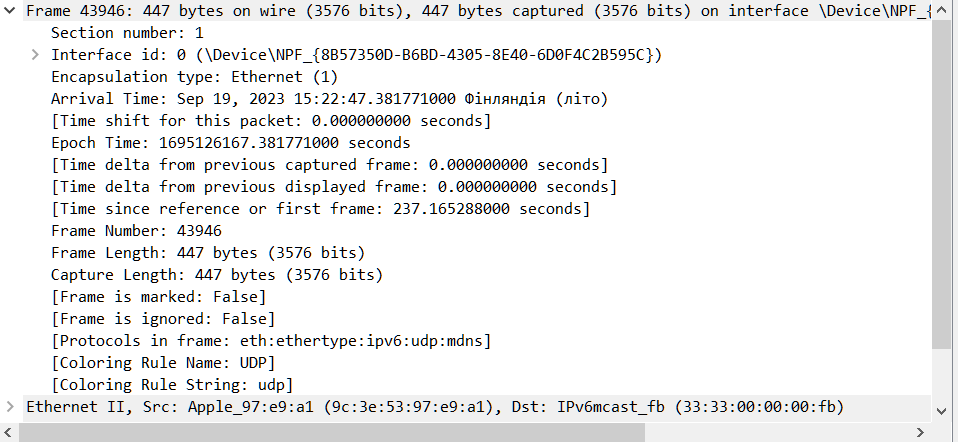 Frame 43946: 447 bytes on wire (3576 bits), 447 bytes captured (3576 bits) on interface \Device\NPF_{
Section number: 1
Interface id: 0 (\Device\NPF_{8B57350D-B6BD-4305-8E40-6D0F4C2B595C})
Encapsulation type: Ethernet (1)
Arrival Time: Sep 19, 2023 15:22:47.381771000 Фінляндія (літо)
[Time shift for this packet: 0.000000000 seconds]
Epoch Time: 1695126167.381771000 seconds
[Time delta from previous captured frame: 0.000000000 seconds]
[Time delta from previous displayed frame: 0.000000000 seconds]
[Time since reference or first frame: 237.165288000 seconds]
Frame Number: 43946
Frame Length: 447 bytes (3576 bits)
Capture Length: 447 bytes (3576 bits)
[Frame is marked: False]
[Frame is ignored: False]
[Protocols in frame: eth:ethertype:ipv6:udp:mdns]
[Coloring Rule Name: UDP]
[Coloring Rule String: udp]
Ethernet II, Src: Apple_97:e9:a1 (9c:3e:53:97:e9:a1), Dst: IPv6mcast_fb (33:33:00:00:00:fb)